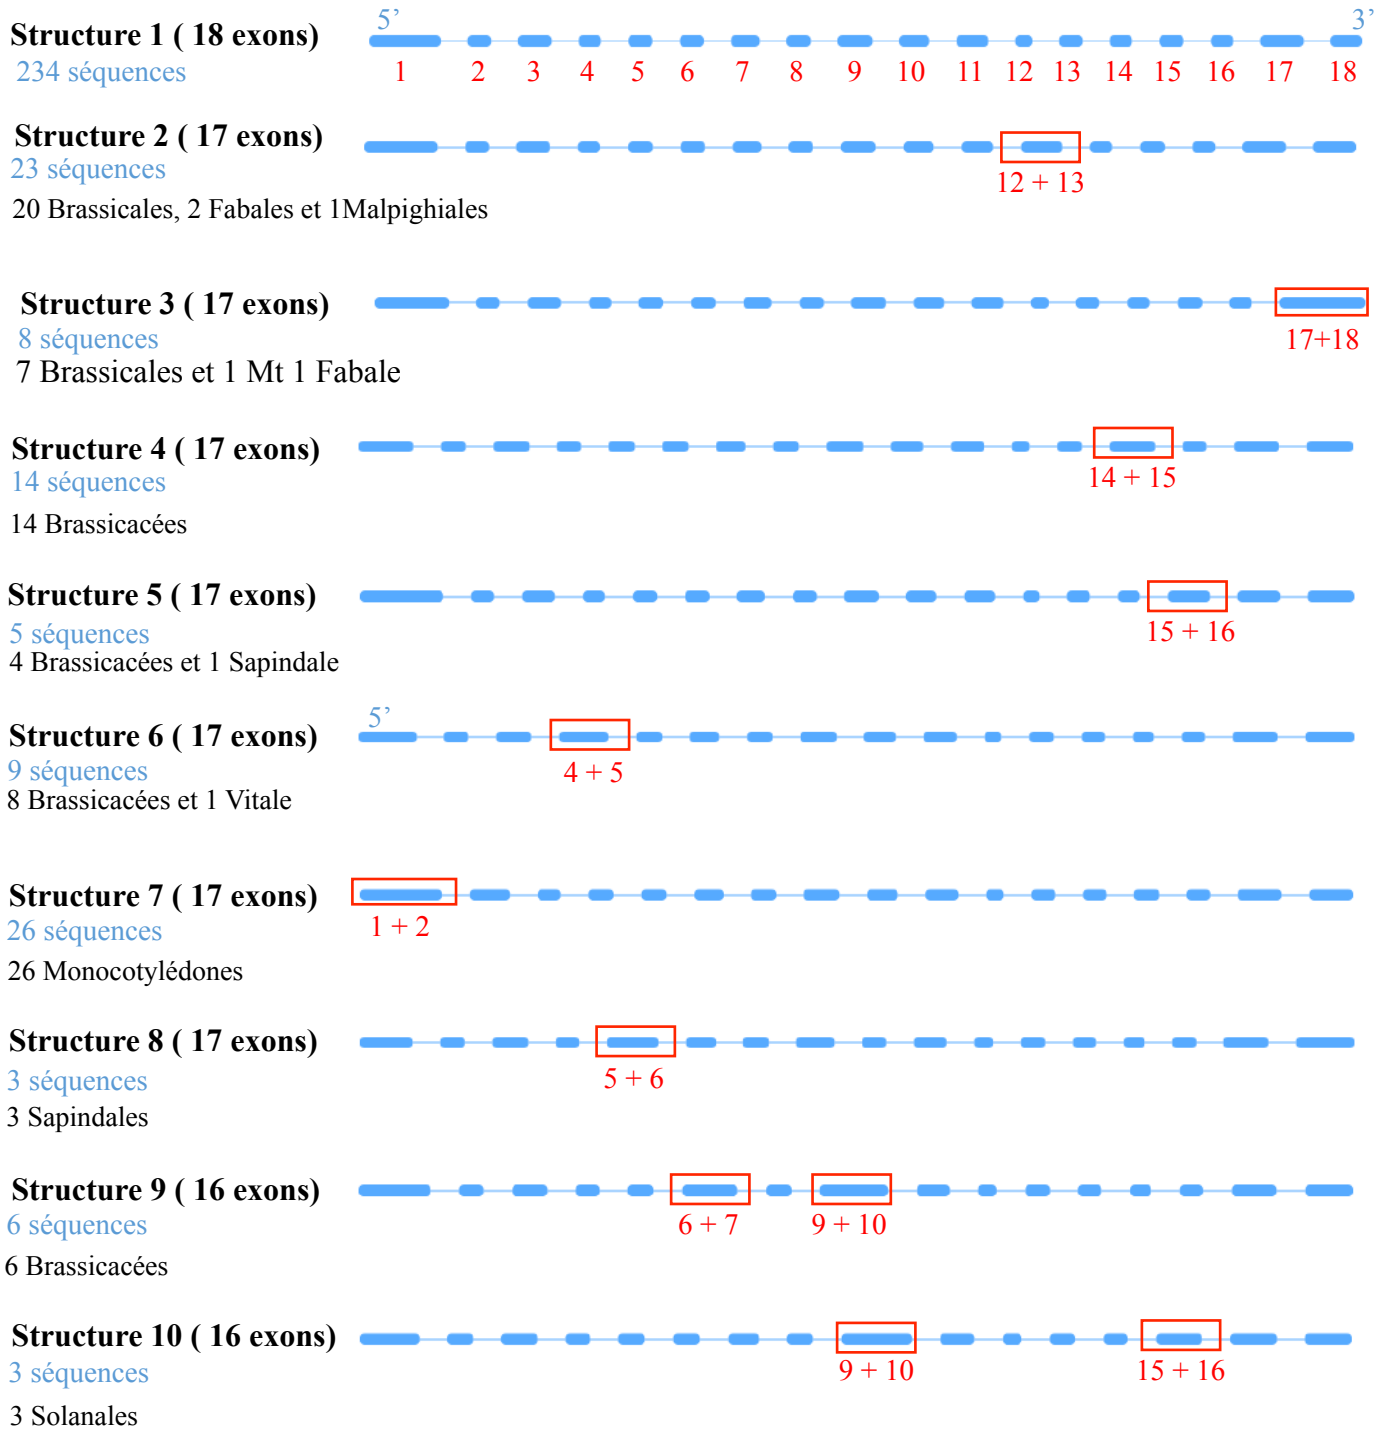 5’ 3’
Structure 1 ( 18 exons)
234 séquences
1 2 3 4 5 6 7 8 9 10 11 12 13 14 15 16 17 18
Structure 2 ( 17 exons)
23 séquences
12 + 13
20 Brassicales, 2 Fabales et 1Malpighiales
Structure 3 ( 17 exons)
8 séquences
17+18
7 Brassicales et 1 Mt 1 Fabale
Structure 4 ( 17 exons)
14 séquences
14 + 15
14 Brassicacées
Structure 5 ( 17 exons)
5 séquences
15 + 16
4 Brassicacées et 1 Sapindale
5’
Structure 6 ( 17 exons)
9 séquences
4 + 5
8 Brassicacées et 1 Vitale
Structure 7 ( 17 exons)
26 séquences
1 + 2
26 Monocotylédones
Structure 8 ( 17 exons)
3 séquences
5 + 6
3 Sapindales
Structure 9 ( 16 exons)
6 séquences
6 + 7 9 + 10
6 Brassicacées
Structure 10 ( 16 exons)
3 séquences
9 + 10 15 + 16
3 Solanales